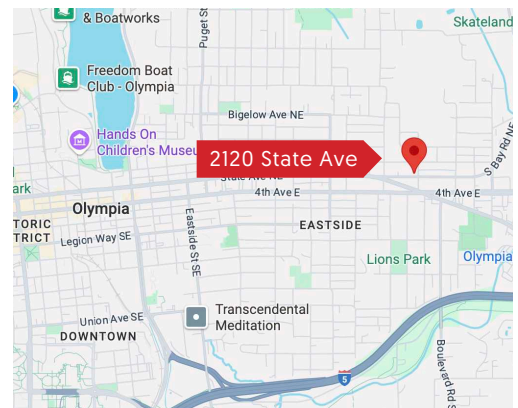 & Boatworks
Puget St
Skateland
Freedom Boat
Club - Olympia
Bigelow Ave NE
Hands On
Children's Museu
2120 State Ave
S Bay Rd NE
State Ave NE
ark
4th Ave E
4th Ave E
Olympia
TORIC
TRICT
Legion Way SE
Eastside St SE
EASTSIDE
Lions Park
Olympia
Transcendental
Meditation
Union Ave SE
DOWNTOWN
5
Boulevard Rd S